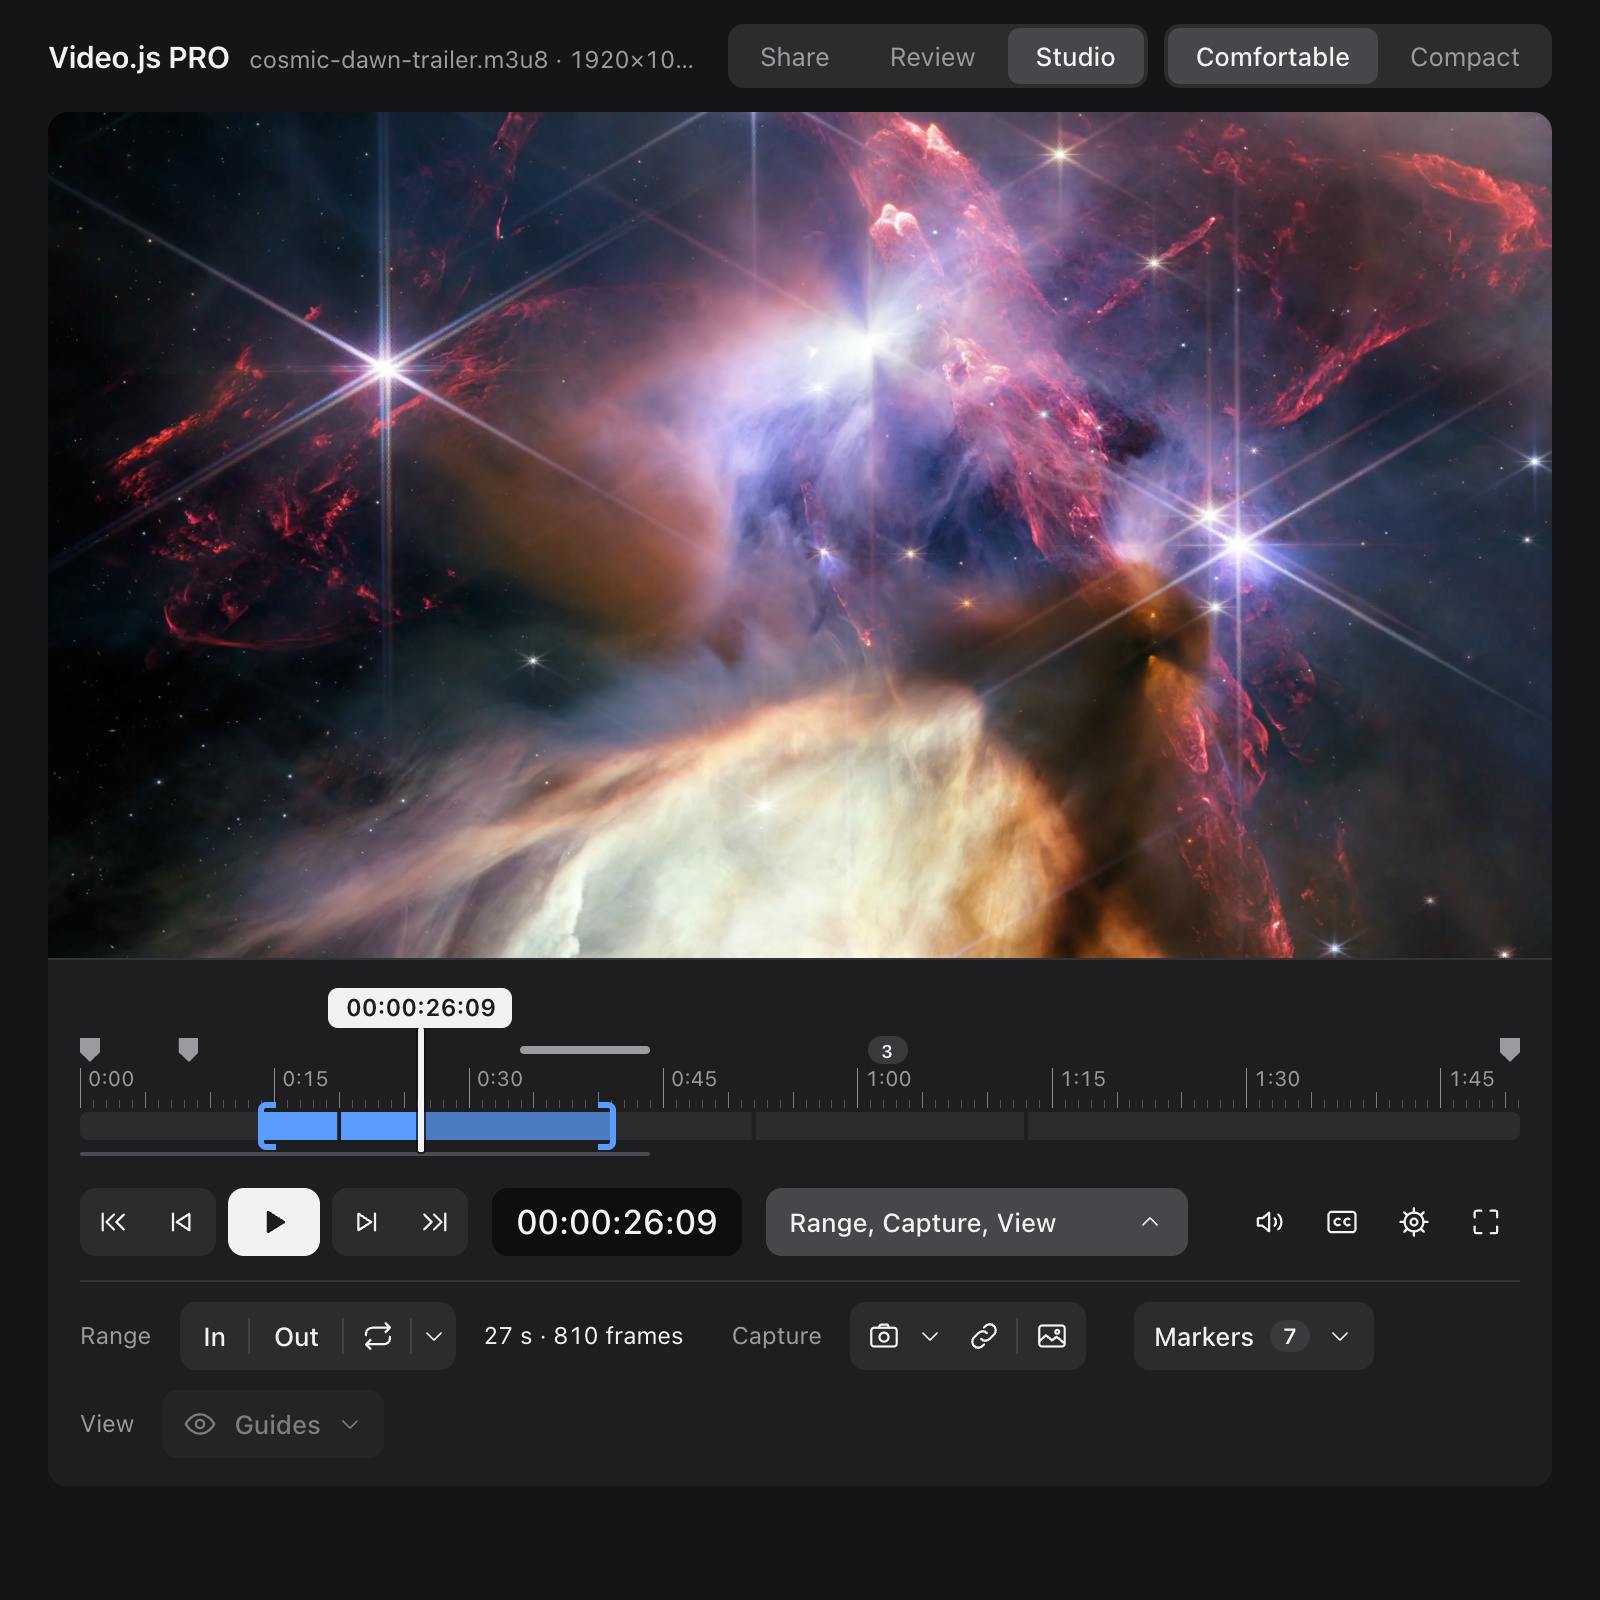 Video.js PRO cosmic-dawn-trailer.m3u8 · 1920×10… Share Review Studio Comfortable Compact
00:00:26:09
3
0:00 0:15 0:30 0:45 1:00 1:15 1:30 1:45
00:00:26:09 Range, Capture, View CC
Range In Out 27 s · 810 frames Capture Markers 7
View Guides